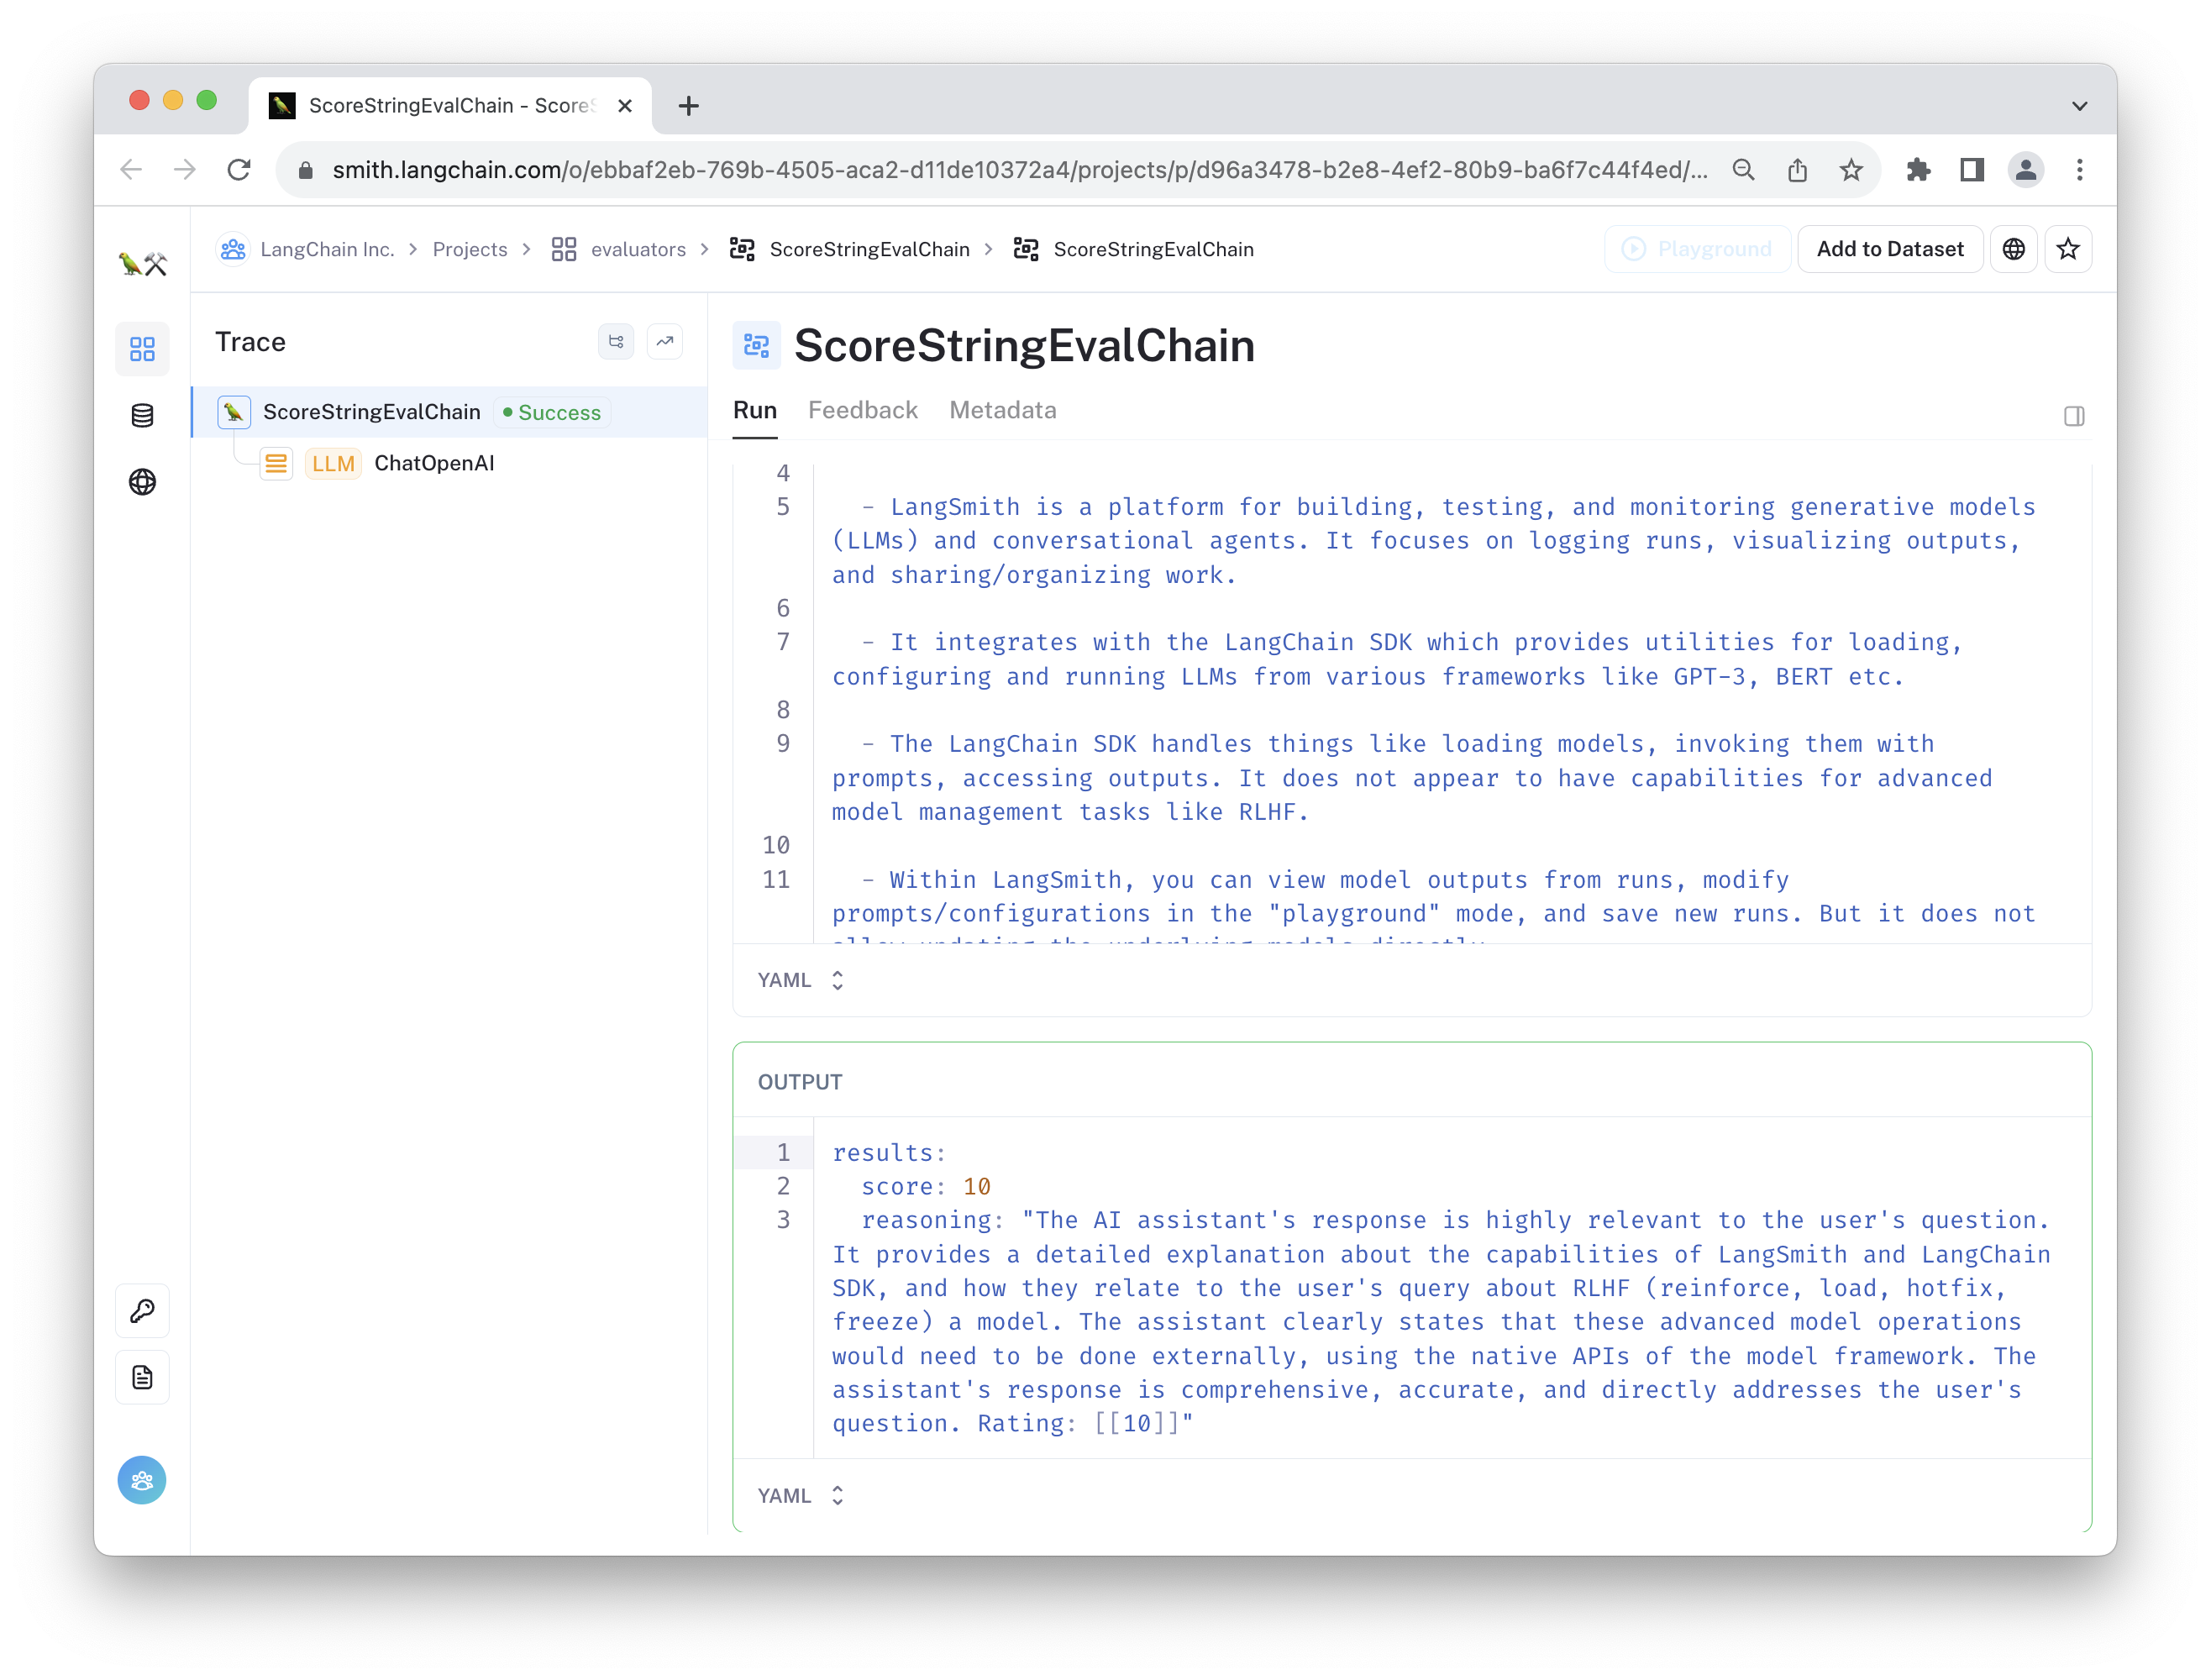 ScoreStringEvalChain - Score
smith.langchain.com/o/ebbaf2eb-769b-4505-aca2-d11de10372a4/projects/p/d96a3478-b2e8-4ef2-80b9-ba6f7c44f4ed/...
LangChain Inc. > Projects > evaluators > ScoreStringEvalChain > ScoreStringEvalChain
Playground
Add to Dataset
Trace
ScoreStringEvalChain Success
LLM ChatOpenAI
ScoreStringEvalChain
Run Feedback Metadata
4
5 - LangSmith is a platform for building, testing, and monitoring generative models
(LLMs) and conversational agents. It focuses on logging runs, visualizing outputs,
and sharing/organizing work.
6
7 - It integrates with the LangChain SDK which provides utilities for loading,
configuring and running LLMs from various frameworks like GPT-3, BERT etc.
8
9 - The LangChain SDK handles things like loading models, invoking them with
prompts, accessing outputs. It does not appear to have capabilities for advanced
model management tasks like RLHF.
10
11 - Within LangSmith, you can view model outputs from runs, modify
prompts/configurations in the "playground" mode, and save new runs. But it does not
allow updating the underlying models directly
YAML
OUTPUT
1 results:
2 score: 10
3 reasoning: "The AI assistant's response is highly relevant to the user's question.
It provides a detailed explanation about the capabilities of LangSmith and LangChain
SDK, and how they relate to the user's query about RLHF (reinforce, load, hotfix,
freeze) a model. The assistant clearly states that these advanced model operations
would need to be done externally, using the native APIs of the model framework. The
assistant's response is comprehensive, accurate, and directly addresses the user's
question. Rating: [[10]]"
YAML